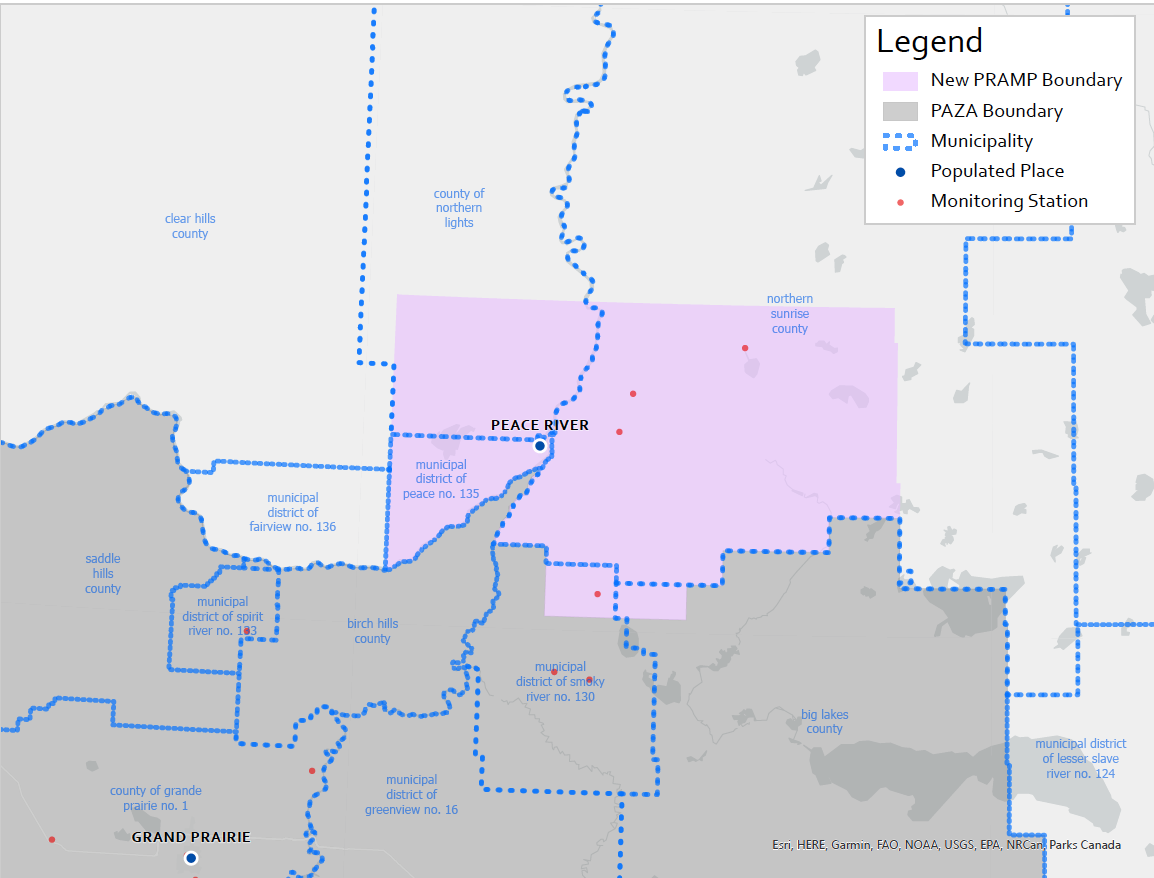 Legend
New PRAMP Boundary
PAZA Boundary
Municipality
Populated Place
Monitoring Station
county of
northern
lights
clear hills
county
northern
sunrise
county
PEACE RIVER
municipal
district of
peace no. 135
municipal
district of
fairview no. 136
saddle
hills
county
municipal
district of spirit
river no. 133
birch hills
county
municipal
district of smoky
river no. 130
big lakes
county
municipal district
of lesser slave
river no. 124
municipal
district of
greenview no. 16
county of grande
prairie no. 1
GRAND PRAIRIE
Esri, HERE, Garmin, FAO, NOAA, USGS, EPA, NRCan, Parks Canada